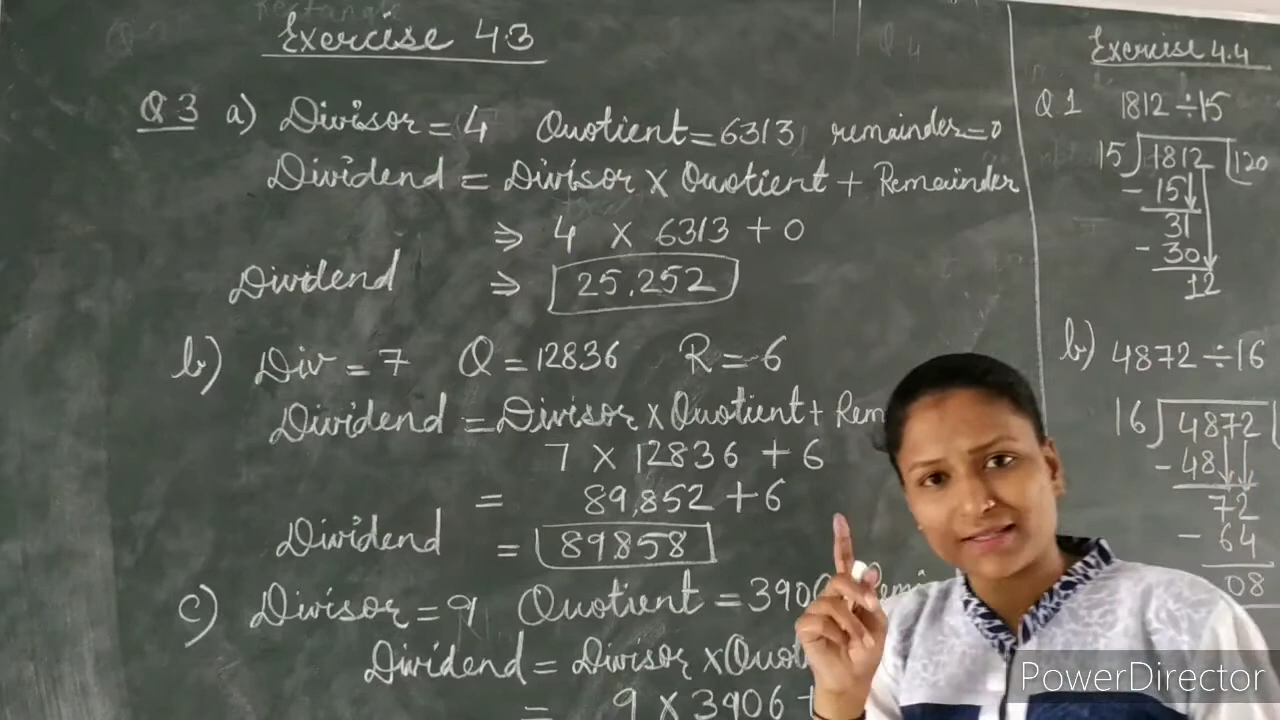 Exercise 4.3
Q 3 a) Divisor = 4 Quotient = 6313, remainder = 0
Dividend = Divisor × Quotient + Remainder
⇒ 4 × 6313 + 0
Dividend ⇒ 25,252
b) Div = 7 Q = 12836 R = 6
Dividend = Divisor × Quotient + Rem
7 × 12836 + 6
= 89,852 + 6
Dividend = 89858
c) Divisor = 9 Quotient = 390
Dividend = Divisor × Quot
= 9 × 3906 +
Exercise 4.4
Q 1 1812 ÷ 15
15 1812 120
- 15
31
- 30
12
b) 4872 ÷ 16
16 4872
- 48
72
- 64
08
PowerDirector